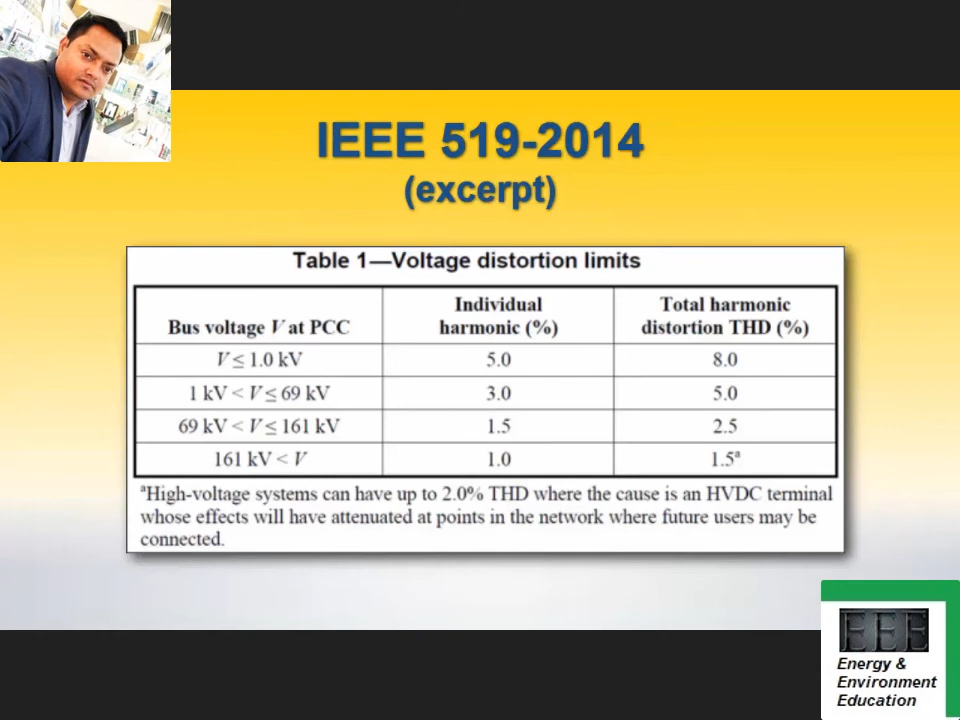 IEEE 519-2014
(excerpt)
Table 1—Voltage distortion limits
Bus voltage V at PCC
Individual
harmonic (%)
Total harmonic
distortion THD (%)
V ≤ 1.0 kV 5.0 8.0
1 kV < V ≤ 69 kV 3.0 5.0
69 kV < V ≤ 161 kV 1.5 2.5
161 kV < V 1.0 1.5ª
ªHigh-voltage systems can have up to 2.0% THD where the cause is an HVDC terminal
whose effects will have attenuated at points in the network where future users may be
connected.
EEE
Energy &
Environment
Education